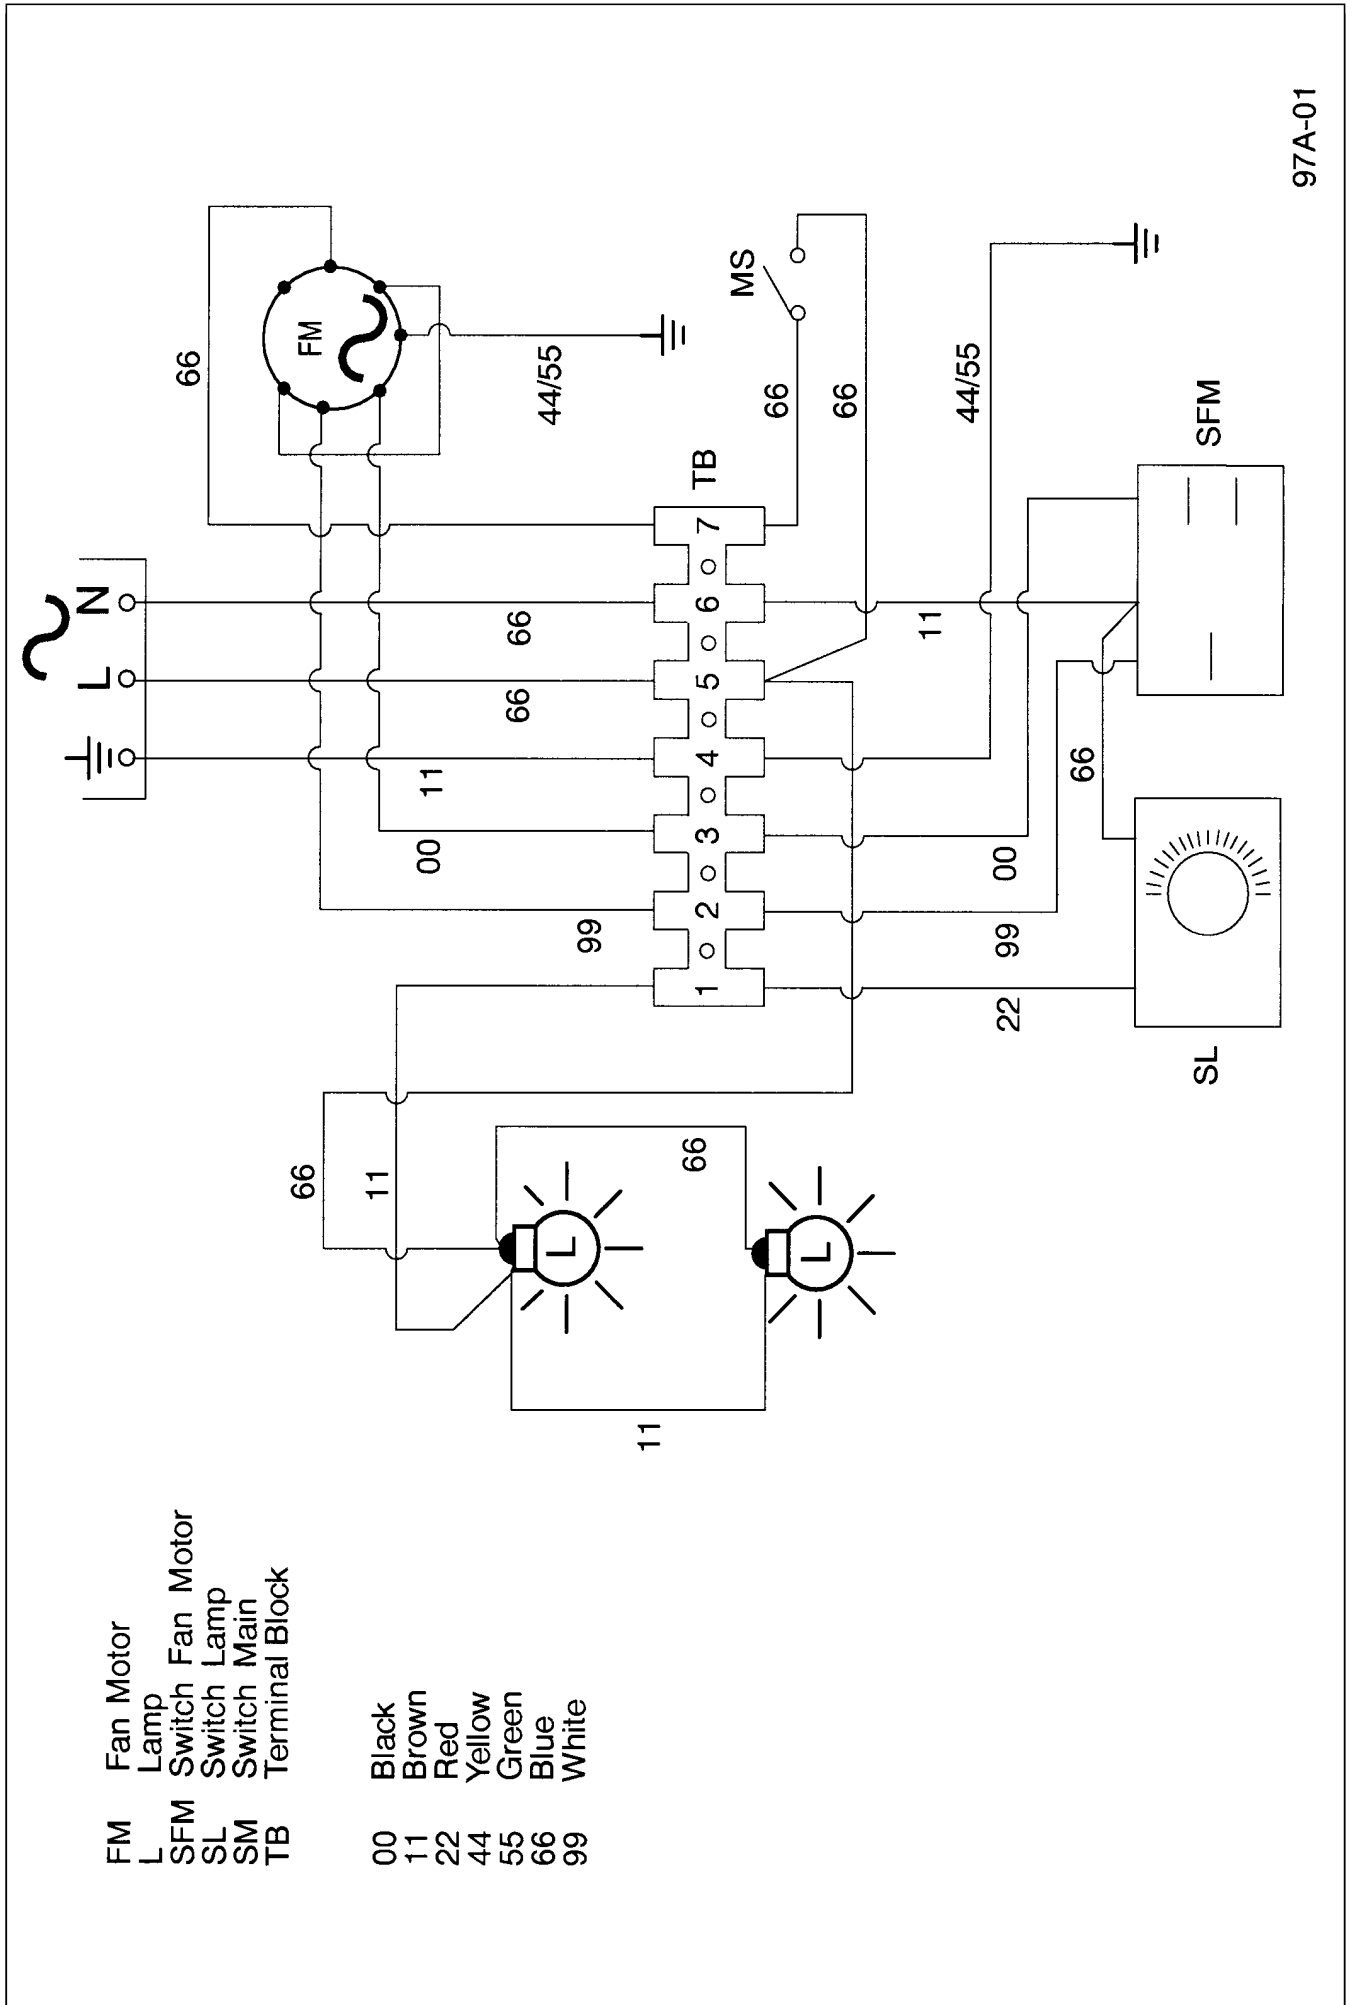 FM Fan Motor
L Lamp
SFM Switch Fan Motor
SL Switch Lamp
SM Switch Main
TB Terminal Block
00 Black
11 Brown
22 Red
44 Yellow
55 Green
66 Blue
99 White
L
N
66
FM
44/55
MS
66
66
44/55
TB
66
66
11
00
99
1
2
3
4
5
6
7
11
00
99
22
66
SFM
SL
66
11
66
11
L
L
97A-01